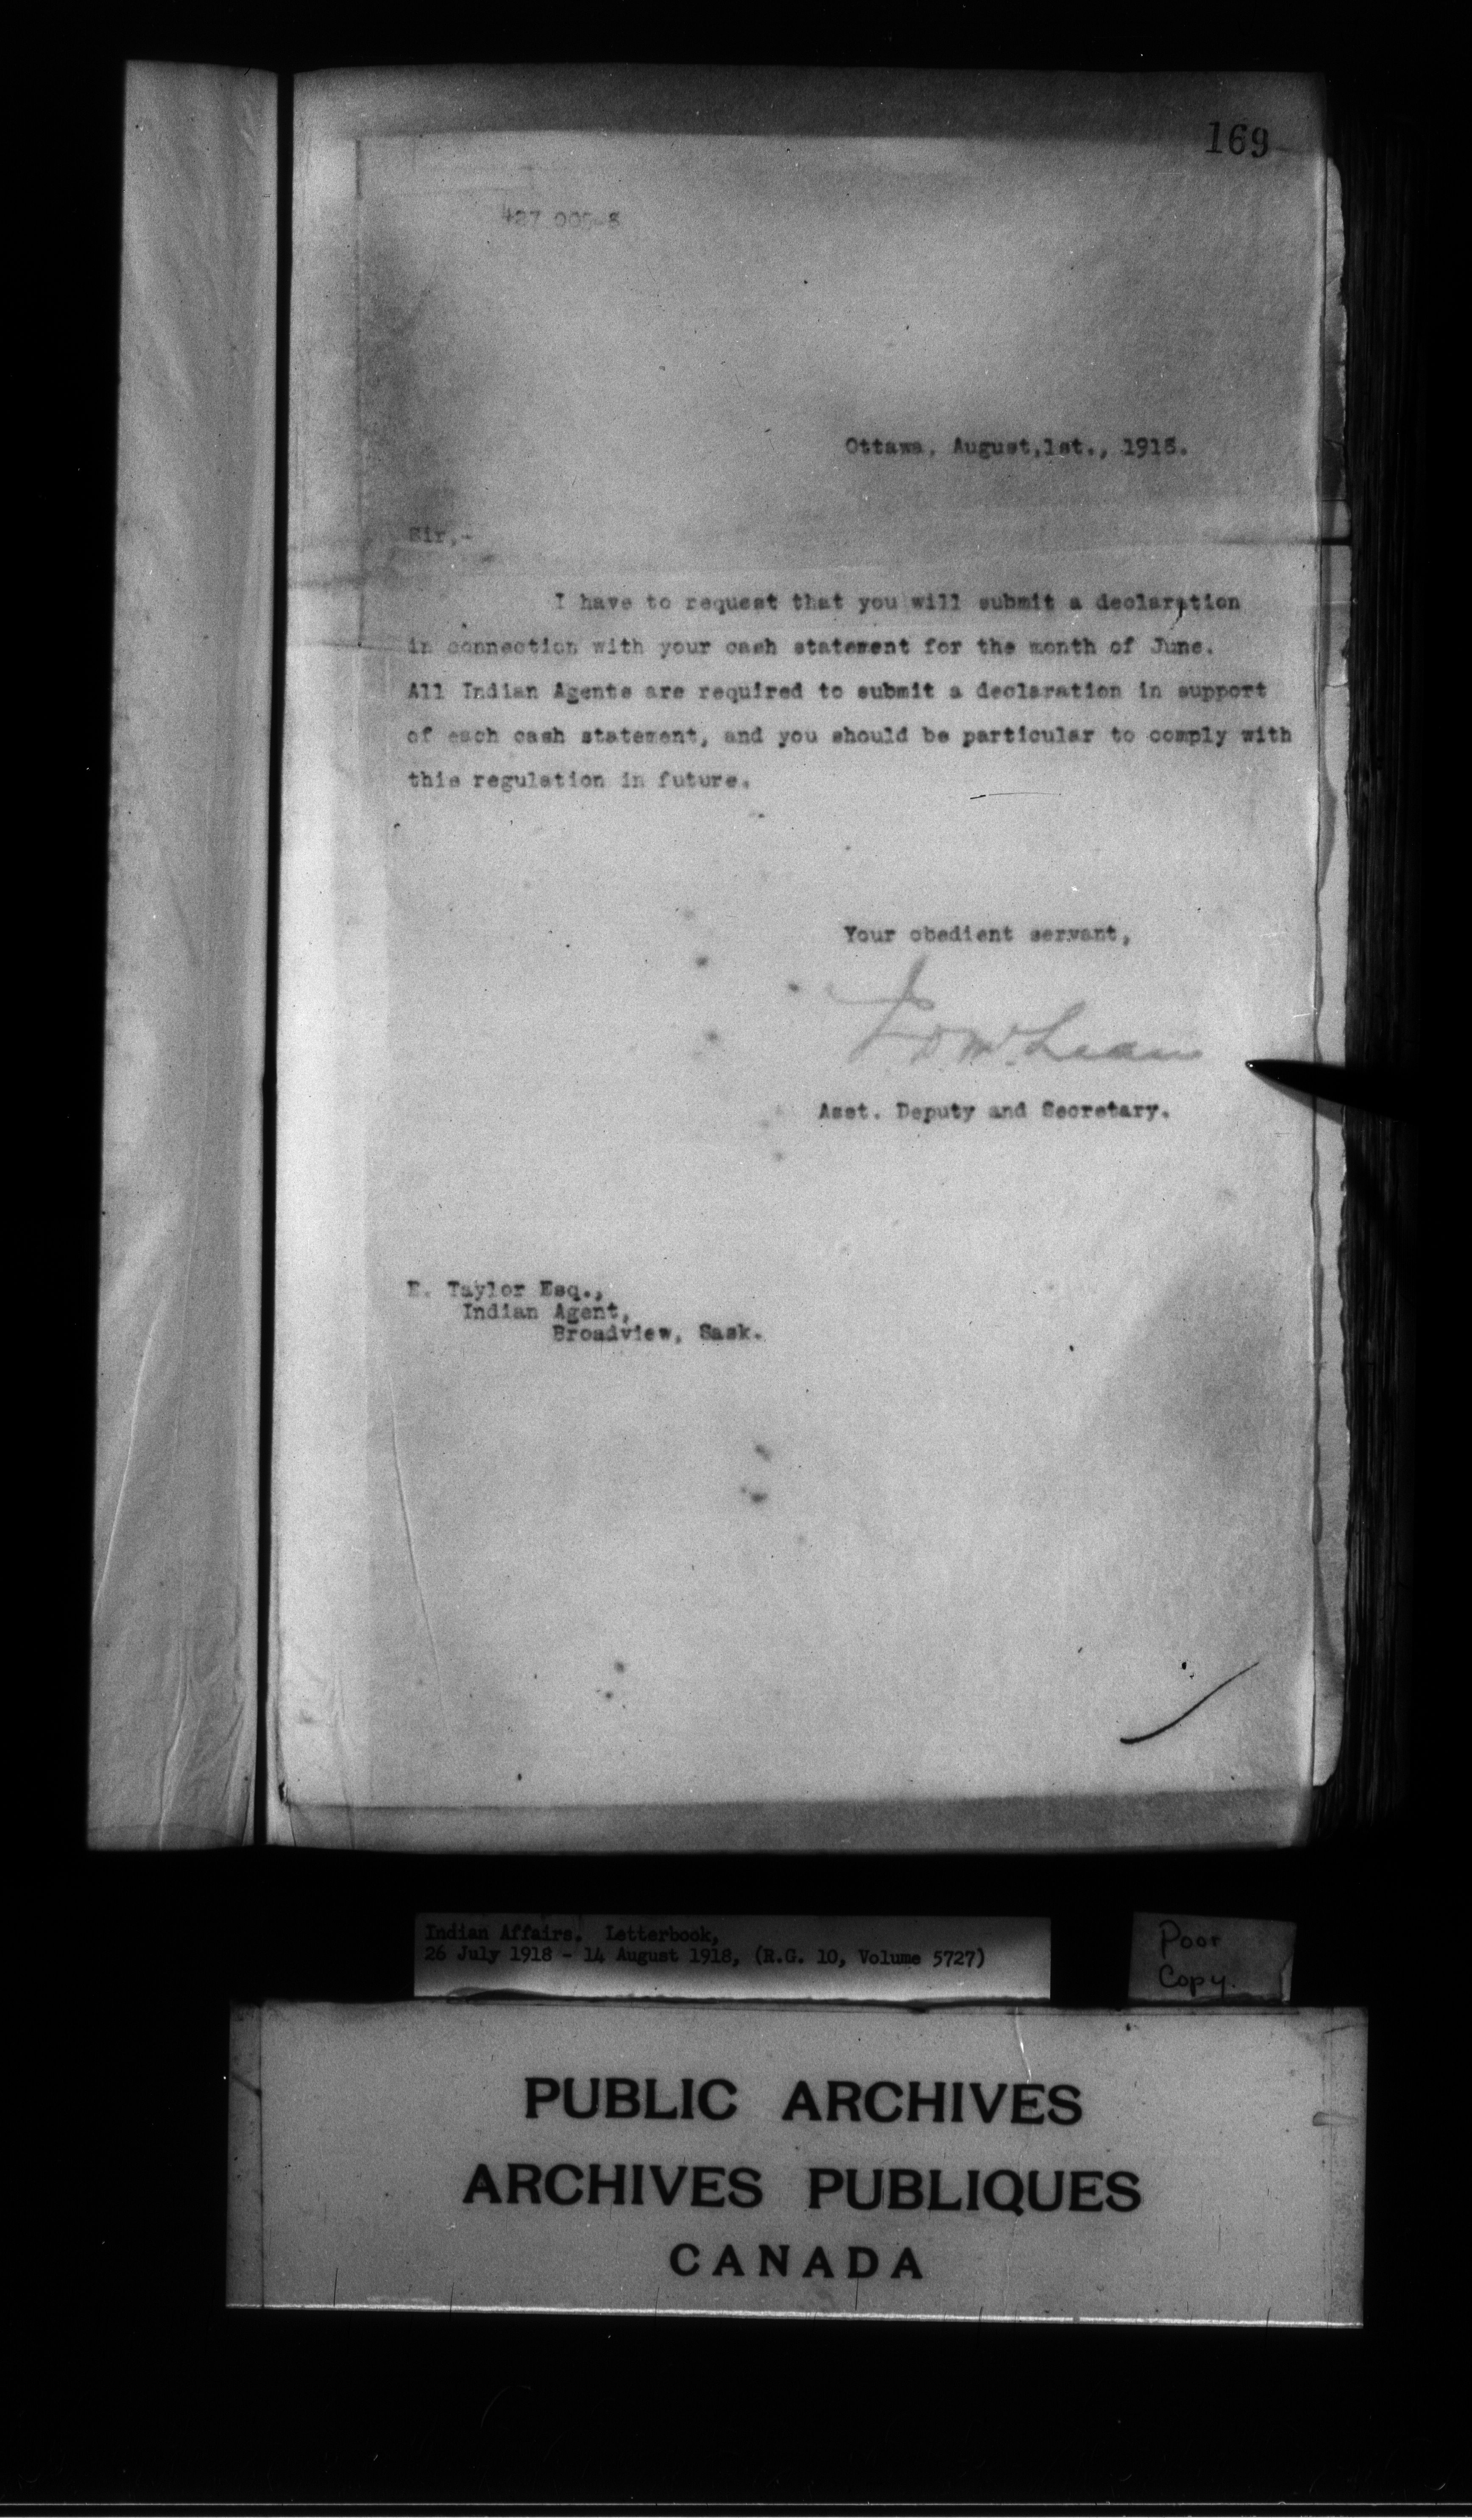 169
Ottawa, August,1st., 1918.
Sir,-
I have to request that you will submit a declaration
in connection with your cash statement for the month of June.
All Indian Agents are required to submit a declaration in support
of each cash statement, and you should be particular to comply with
this regulation in future.
Your obedient servant,
J D McLean
Asst. Deputy and Secretary.
E. Taylor Esq.,
Indian Agent,
Broadview, Sask.
Indian Affairs. Letterbook,
26 July 1918 - 14 August 1918, (R.G. 10, Volume 5727)
Poor
Copy.
PUBLIC ARCHIVES
ARCHIVES PUBLIQUES
CANADA